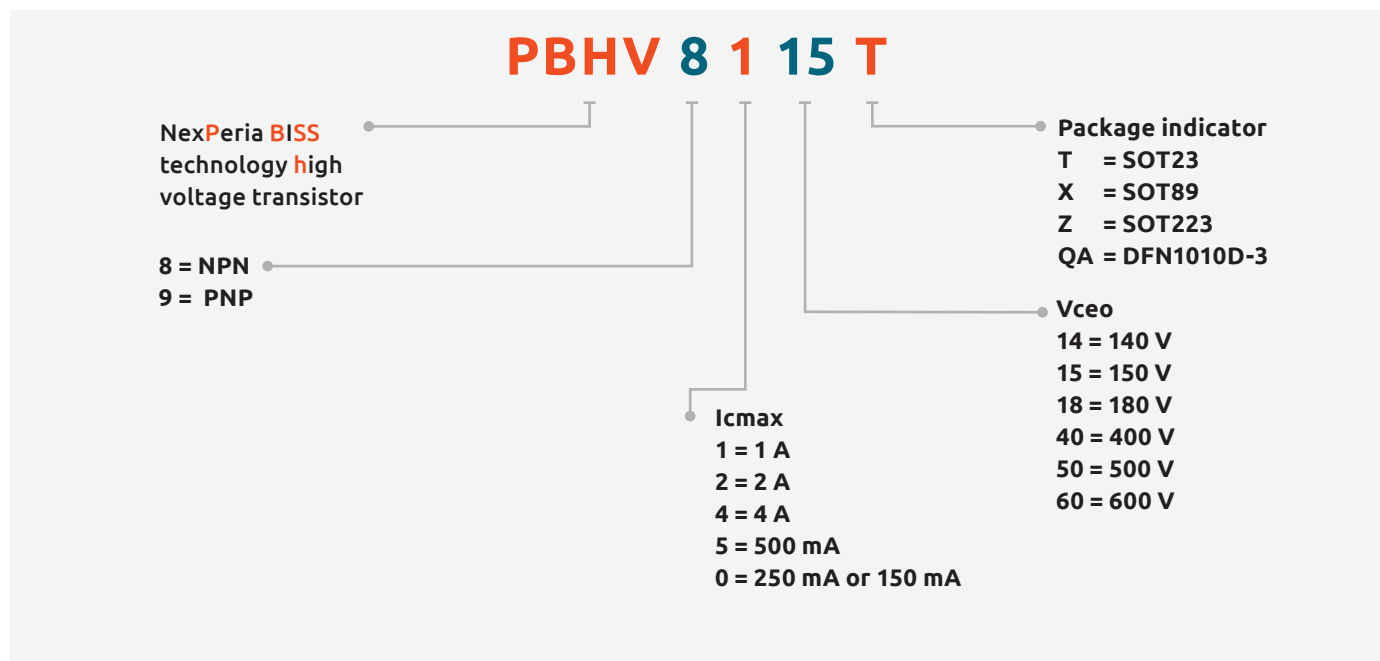 PBHV 8 1 15 T
NexPeria BISS
technology high
voltage transistor
8 = NPN
9 = PNP
Icmax
1 = 1 A
2 = 2 A
4 = 4 A
5 = 500 mA
0 = 250 mA or 150 mA
Package indicator
T = SOT23
X = SOT89
Z = SOT223
QA = DFN1010D-3
Vceo
14 = 140 V
15 = 150 V
18 = 180 V
40 = 400 V
50 = 500 V
60 = 600 V